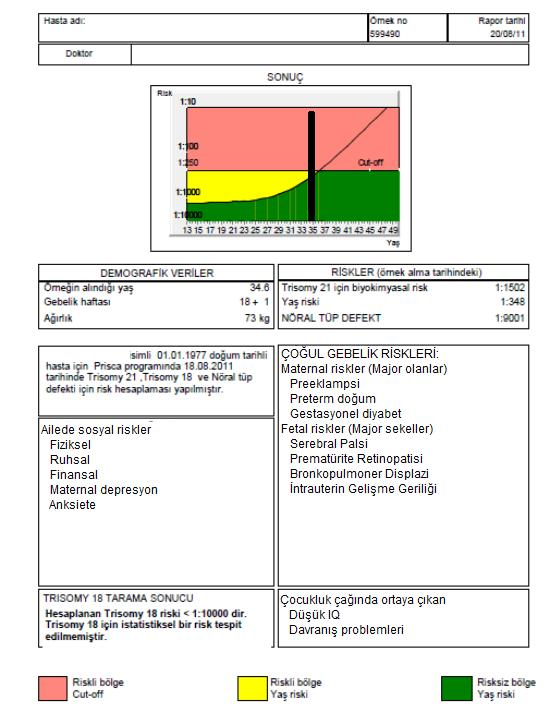 Hasta adı:
Örnek no
599490
Rapor tarihi
20/08/11
Doktor
SONUÇ
Risk
1:10
1:100
1:250
Cut-off
1:1000
1:10000
13 15 17 19 21 23 25 27 29 31 33 35 37 39 41 43 45 47 49
Yaş
DEMOGRAFİK VERİLER
Örneğin alındığı yaş 34.6
Gebelik haftası 18 + 1
Ağırlık 73 kg
RİSKLER (örnek alma tarihindeki)
Trisomy 21 için biyokimyasal risk 1:1502
Yaş riski 1:348
NÖRAL TÜP DEFEKT 1:9001
isimli 01.01.1977 doğum tarihli
hasta için Prisca programında 18.08.2011
tarihinde Trisomy 21 ,Trisomy 18 ve Nöral tüp
defekti için risk hesaplaması yapılmıştır.
Ailede sosyal riskler
Fiziksel
Ruhsal
Finansal
Maternal depresyon
Anksiete
ÇOĞUL GEBELİK RİSKLERİ:
Maternal riskler (Major olanlar)
Preeklampsi
Preterm doğum
Gestasyonel diyabet
Fetal riskler (Major sekeller)
Serebral Palsi
Prematürite Retinopatisi
Bronkopulmoner Displazi
İntrauterin Gelişme Geriliği
TRISOMY 18 TARAMA SONUCU
Hesaplanan Trisomy 18 riski < 1:10000 dir.
Trisomy 18 için istatistiksel bir risk tespit
edilmemiştir.
Çocukluk çağında ortaya çıkan
Düşük IQ
Davranış problemleri
Riskli bölge
Cut-off
Riskli bölge
Yaş riski
Risksiz bölge
Yaş riski